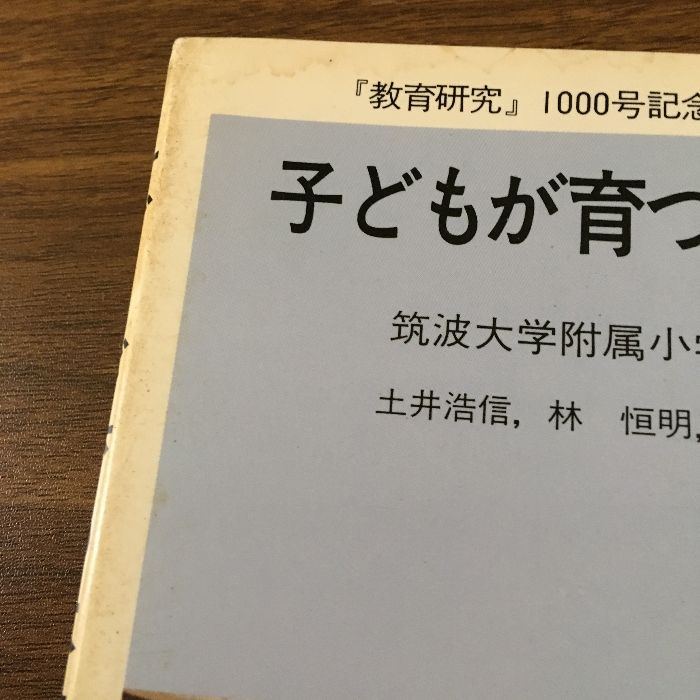 『教育研究』1000号記念
子どもが育つ
筑波大学附属小学
土井浩信，林　恒明，